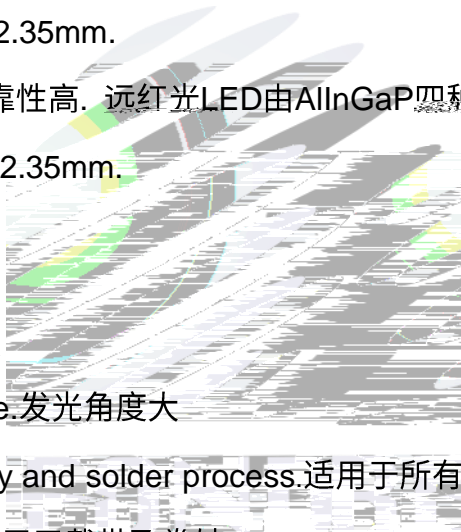 2.35mm.
靠性高. 远红光LED由AlInGaP四
2.35mm.
e.发光角度大
y and solder process.适用于所有